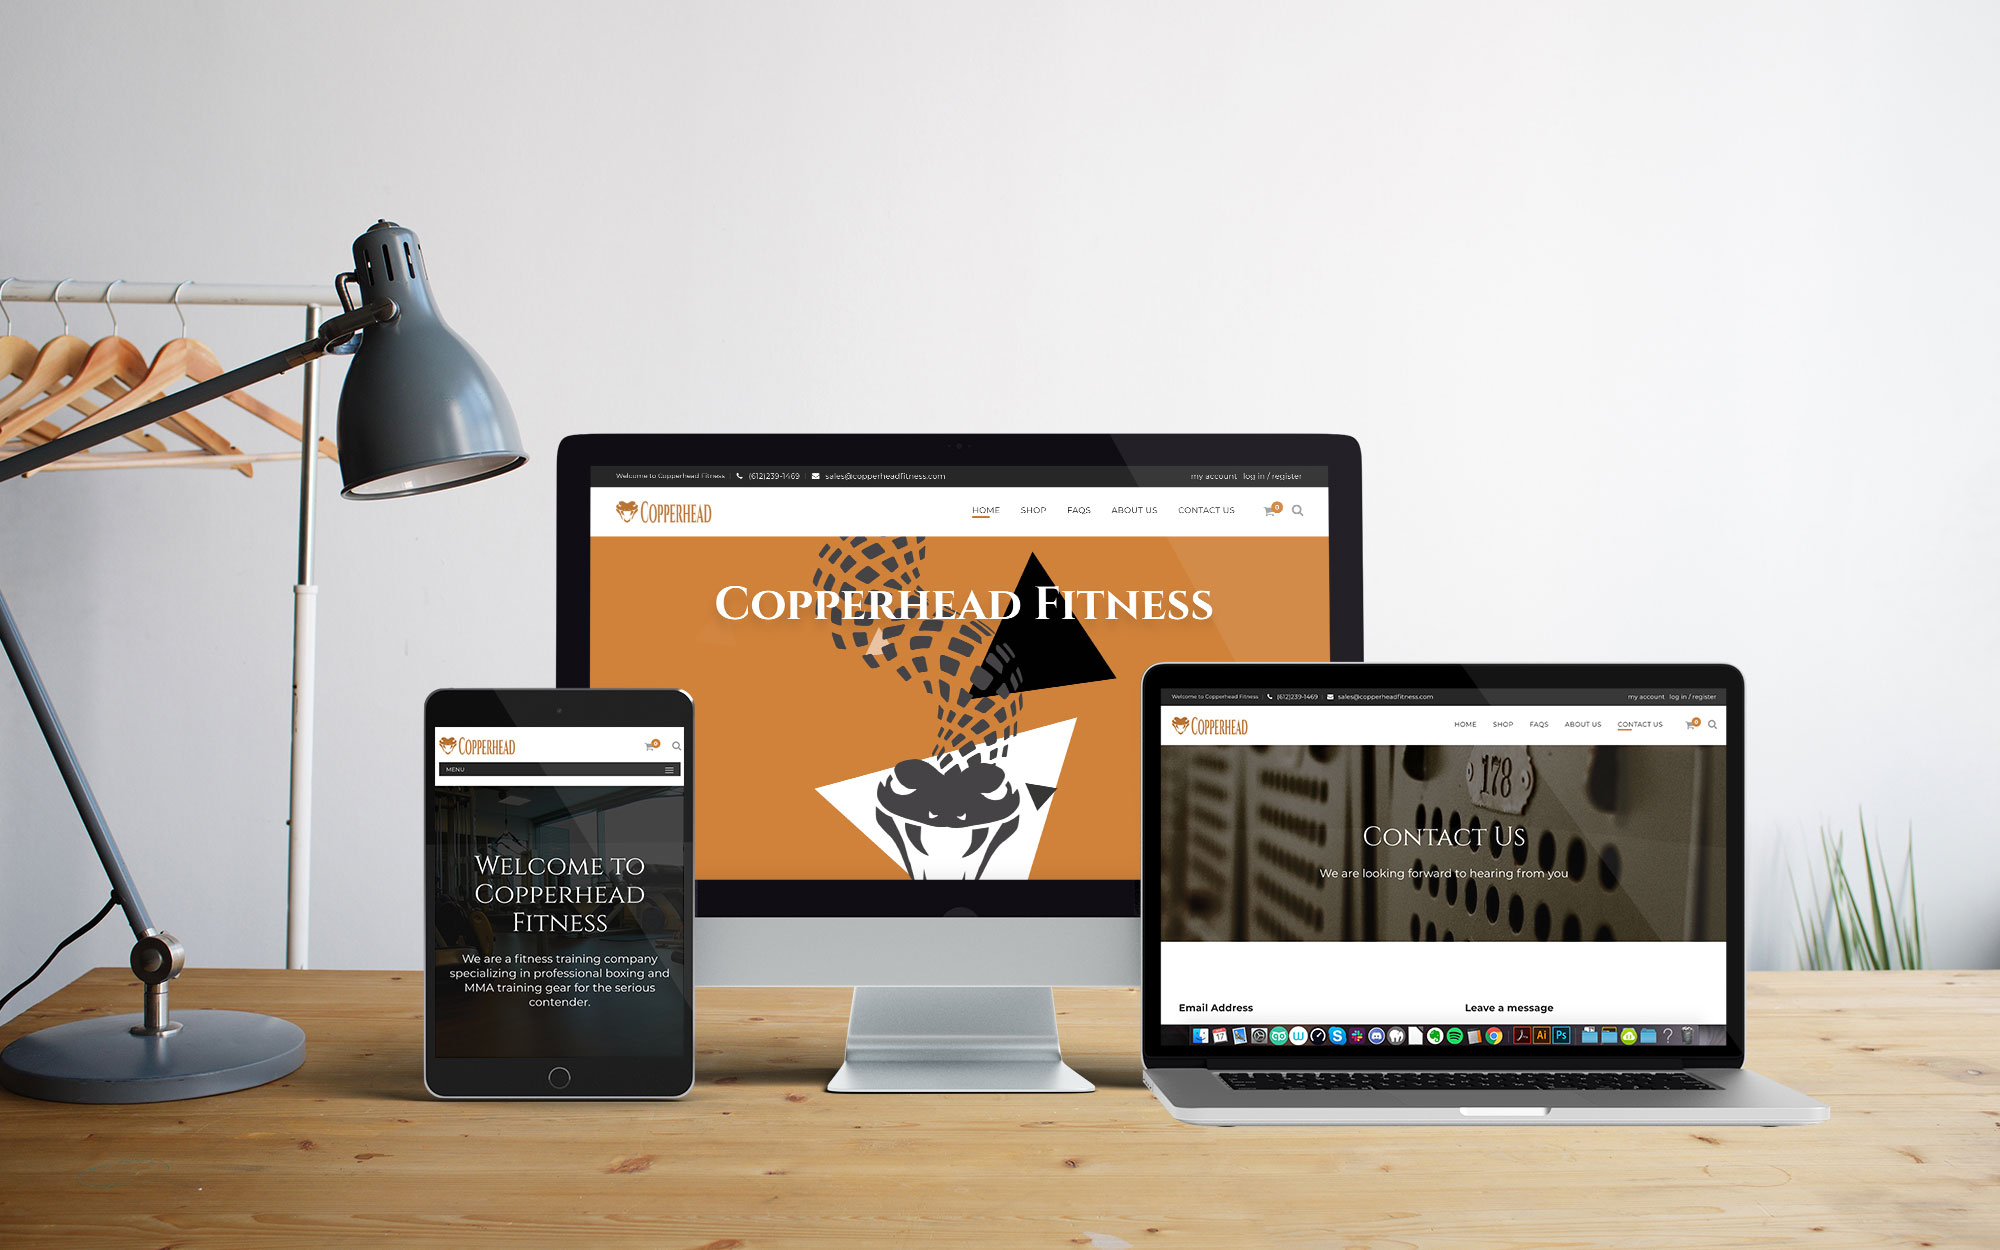 Welcome to Copperhead Fitness (612)239-1469 sales@copperheadfitness.com my account log in / register
COPPERHEAD HOME SHOP FAQS ABOUT US CONTACT US 0
COPPERHEAD FITNESS
COPPERHEAD 0
MENU
WELCOME TO
COPPERHEAD
FITNESS
We are a fitness training company
specializing in professional boxing and
MMA training gear for the serious
contender.
Welcome to Copperhead Fitness (612)239-1469 sales@copperheadfitness.com my account log in / register
COPPERHEAD HOME SHOP FAQS ABOUT US CONTACT US 0
178
CONTACT US
We are looking forward to hearing from you
Email Address Leave a message
17 Ai Ps ?